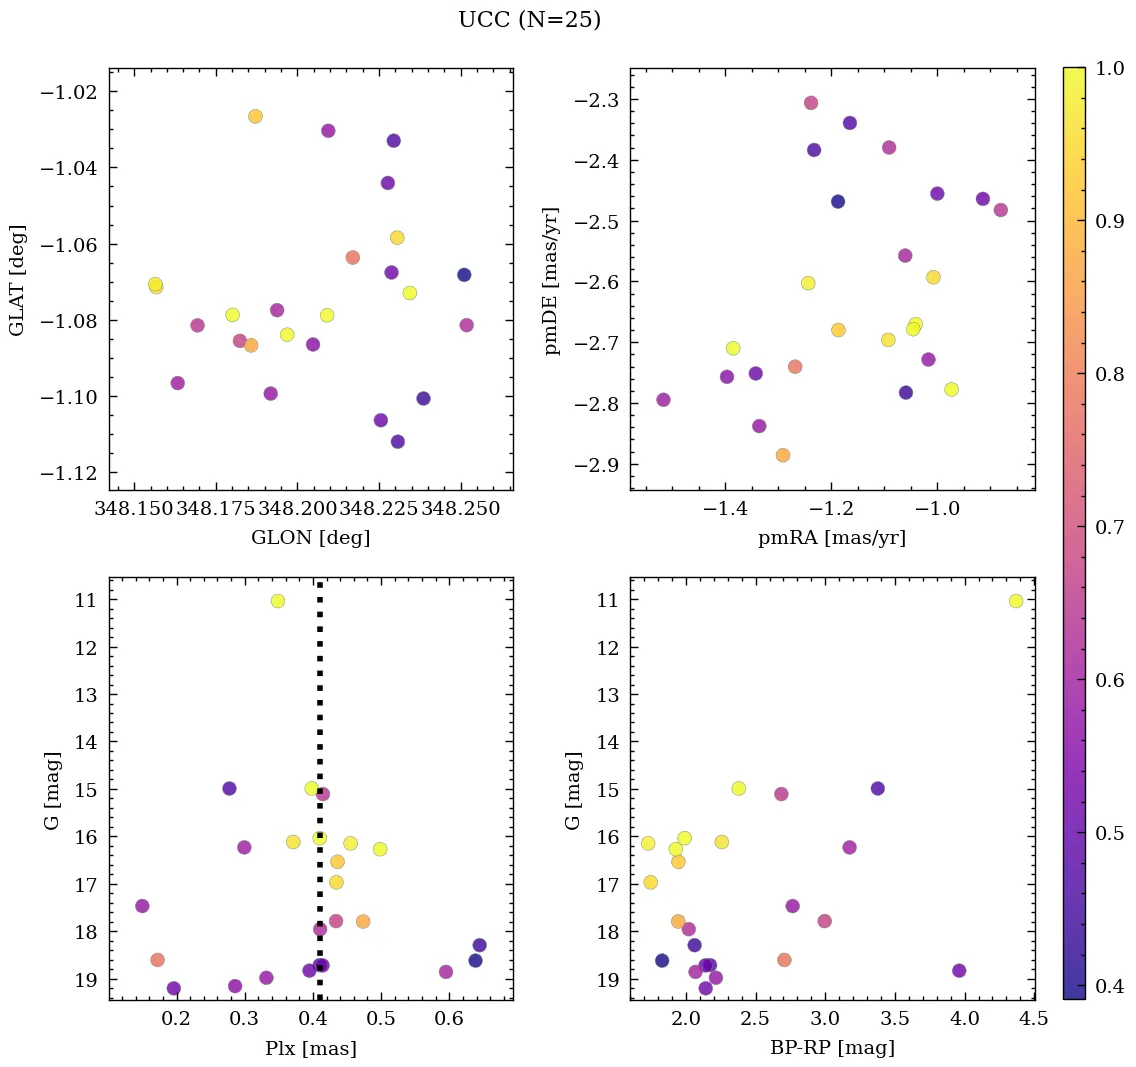 UCC (N=25)
−1.02
−1.04
−1.06
−1.08
−1.10
−1.12
GLAT [deg]
348.150 348.175 348.200 348.225 348.250
GLON [deg]
−2.3
−2.4
−2.5
−2.6
−2.7
−2.8
−2.9
pmDE [mas/yr]
−1.4 −1.2 −1.0
pmRA [mas/yr]
11
12
13
14
15
16
17
18
19
G [mag]
0.2 0.3 0.4 0.5 0.6
Plx [mas]
11
12
13
14
15
16
17
18
19
G [mag]
2.0 2.5 3.0 3.5 4.0 4.5
BP-RP [mag]
1.0
0.9
0.8
0.7
0.6
0.5
0.4